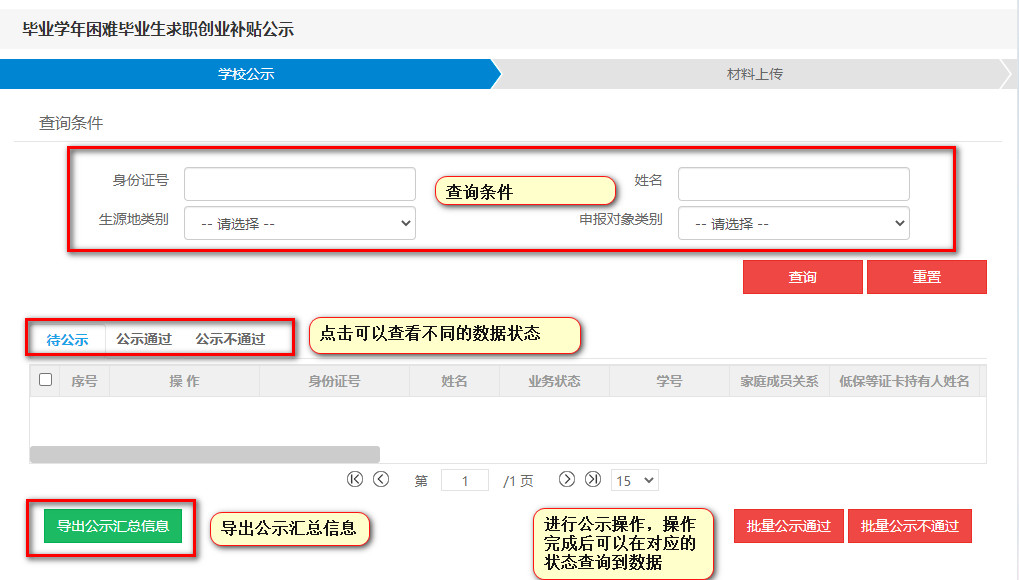 毕业学年困难毕业生求职创业补贴公示
学校公示 材料上传
查询条件
身份证号 查询条件 姓名
生源地类别 -- 请选择 -- 申报对象类别 -- 请选择 --
查询 重置
待公示 公示通过 公示不通过 点击可以查看不同的数据状态
序号 操 作 身份证号 姓名 业务状态 学号 家庭成员关系 低保等证卡持有人姓名
第 1 /1 页 15
导出公示汇总信息 导出公示汇总信息 进行公示操作，操作 批量公示通过 批量公示不通过
完成后可以在对应的
状态查询到数据